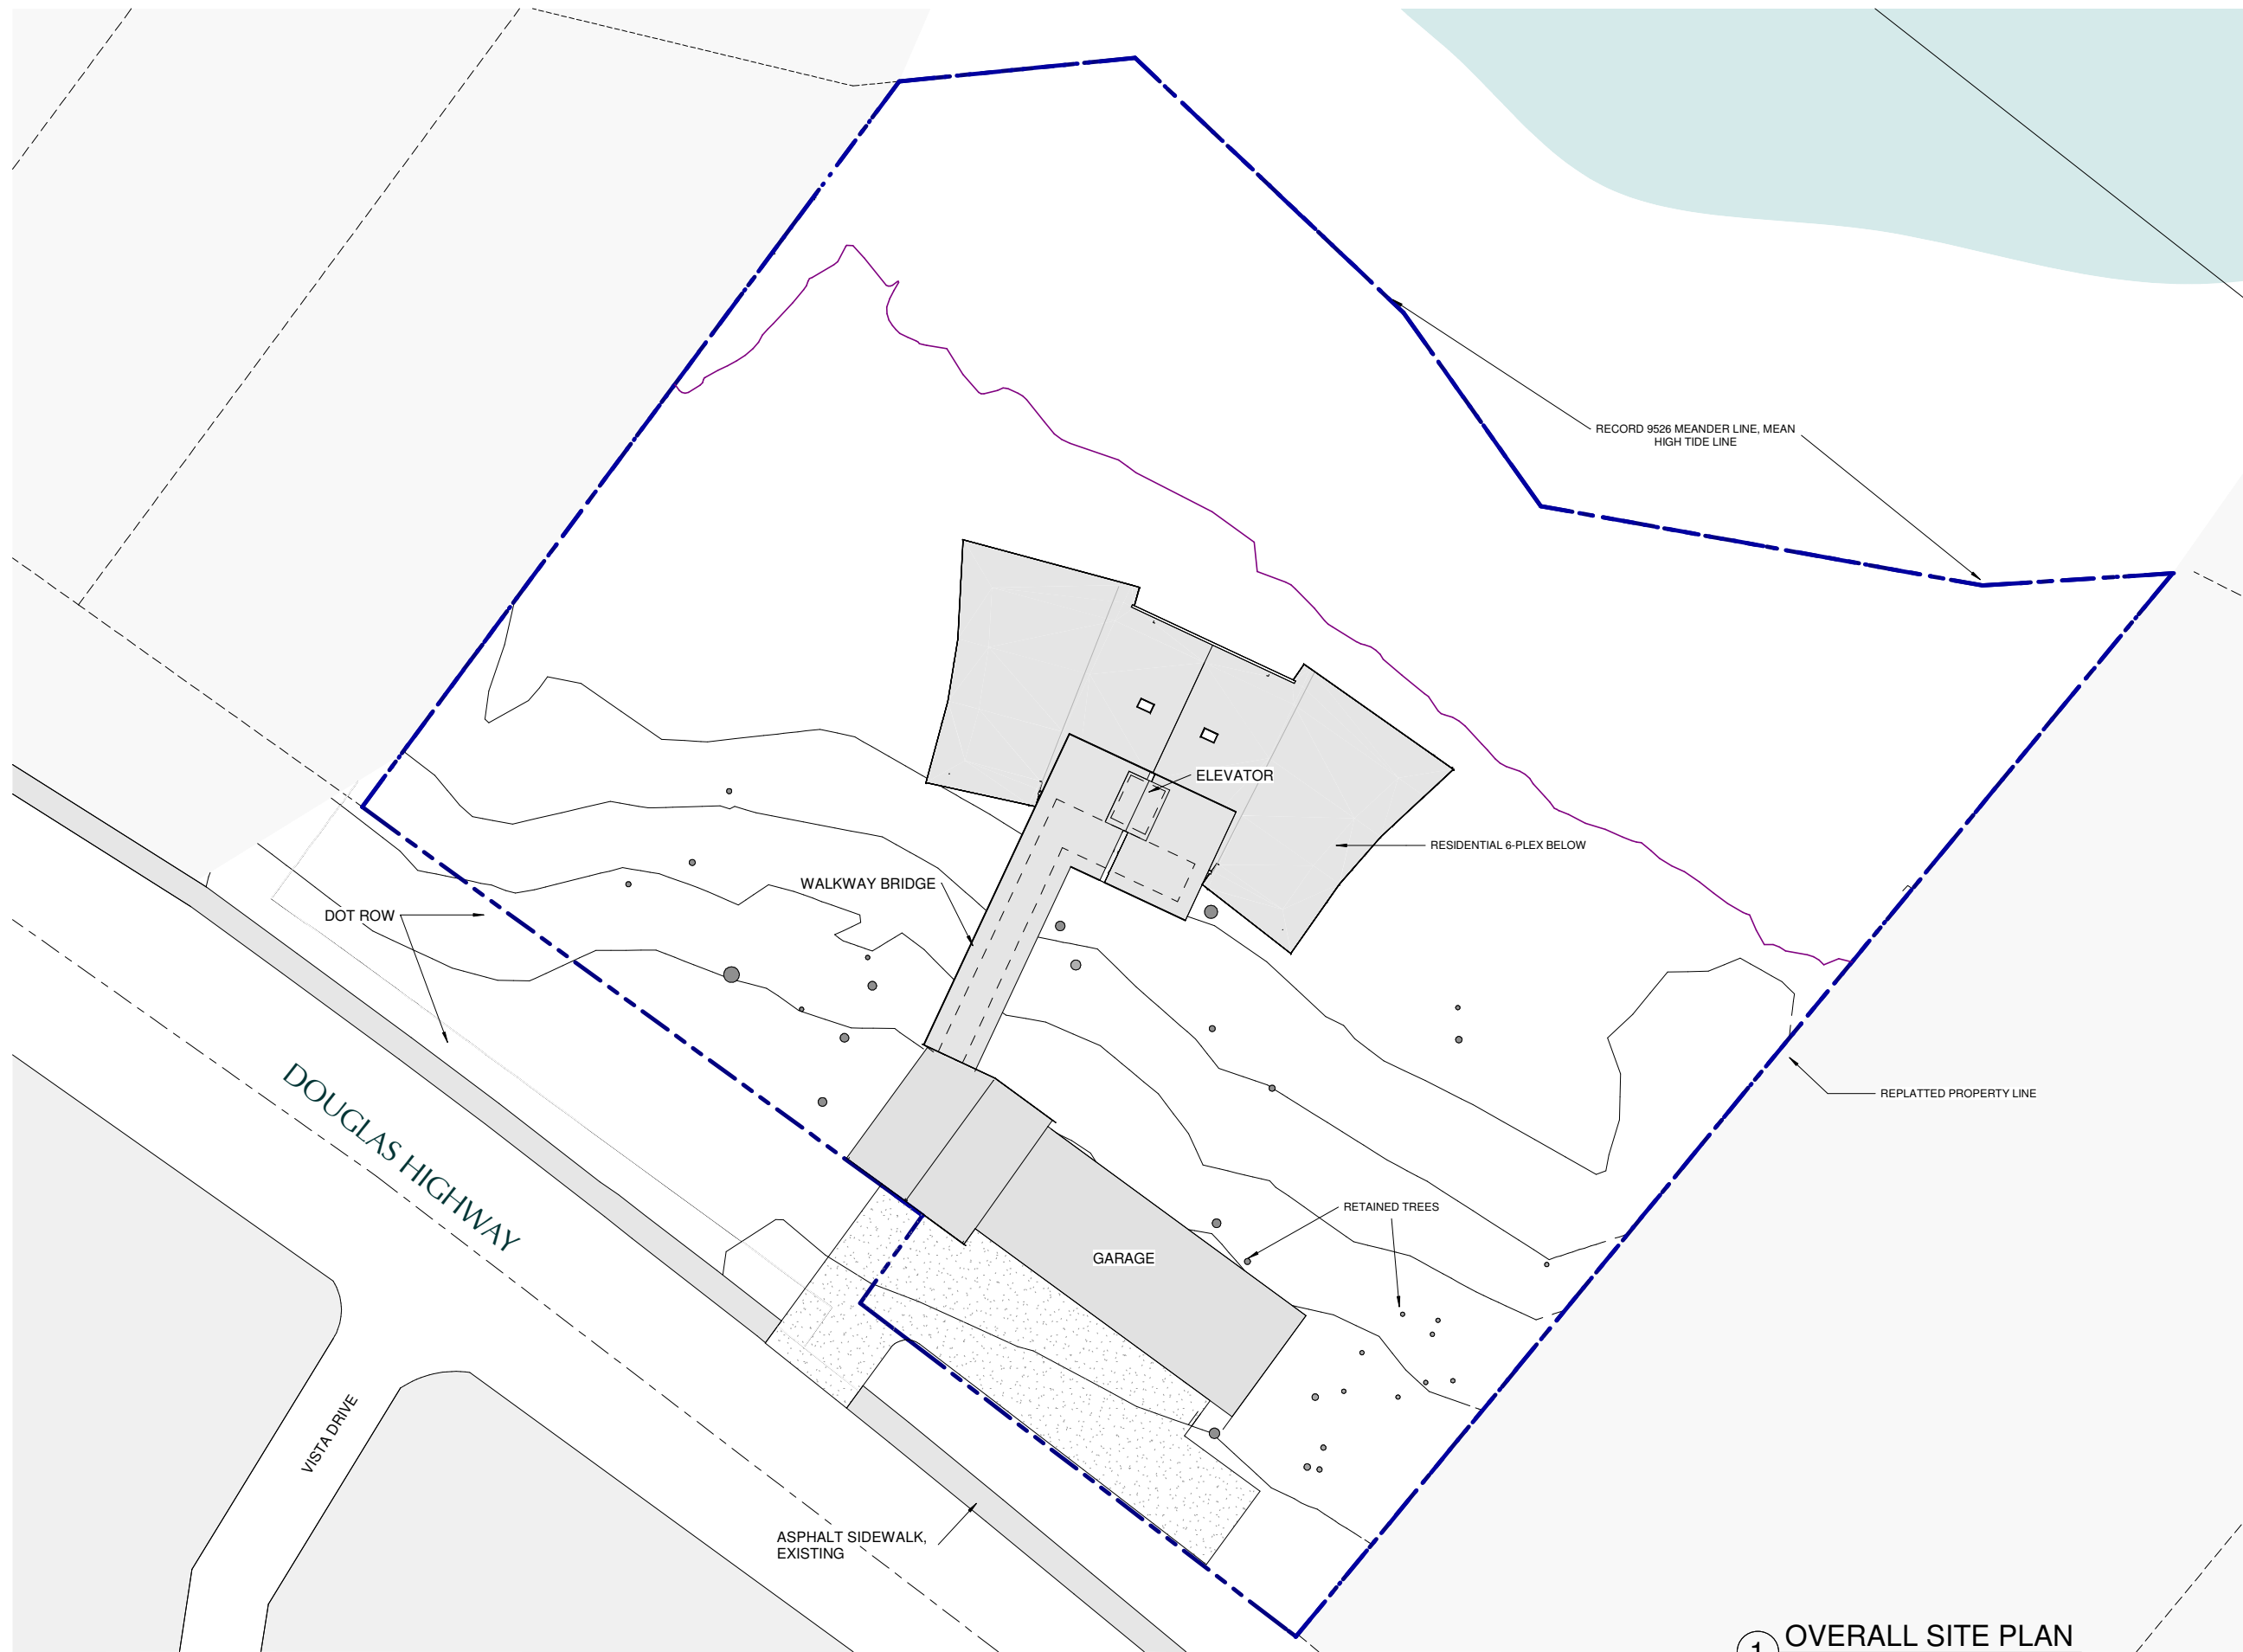 RECORD 9526 MEANDER LINE, MEAN
HIGH TIDE LINE
ELEVATOR
RESIDENTIAL 6-PLEX BELOW
WALKWAY BRIDGE
DOT ROW
DOUGLAS HIGHWAY
REPLATTED PROPERTY LINE
RETAINED TREES
GARAGE
VISTA DRIVE
ASPHALT SIDEWALK,
EXISTING
1 OVERALL SITE PLAN